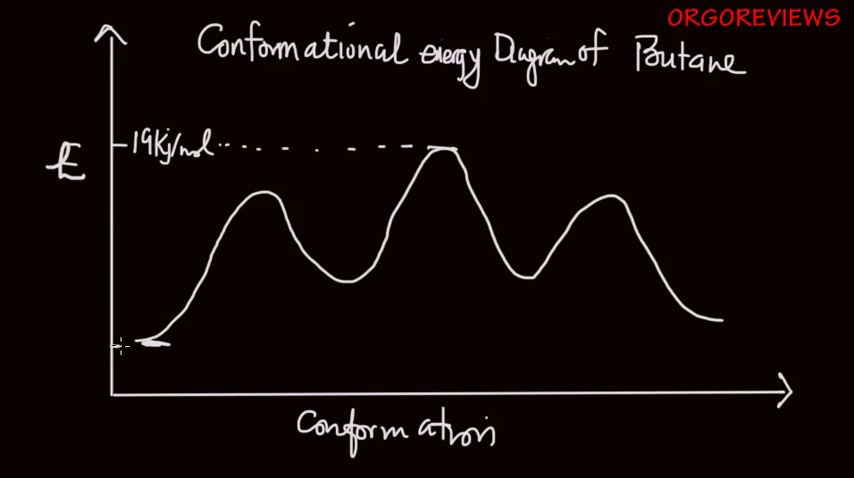 ORGOREVIEWS
Conformational energy Diagram of Butane
19Kj/mol
E
Conformation